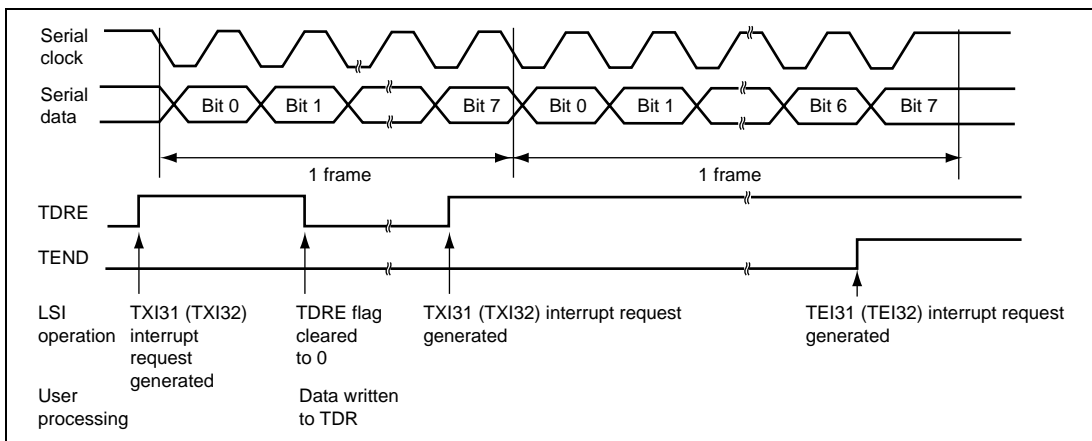 Serial
clock
Serial
data
Bit 0
Bit 1
Bit 7
Bit 0
Bit 1
Bit 6
Bit 7
1 frame
1 frame
TDRE
TEND
LSI
operation
TXI31 (TXI32)
interrupt
request
generated
TDRE flag
cleared
to 0
TXI31 (TXI32) interrupt request
generated
TEI31 (TEI32) interrupt request
generated
User
processing
Data written
to TDR